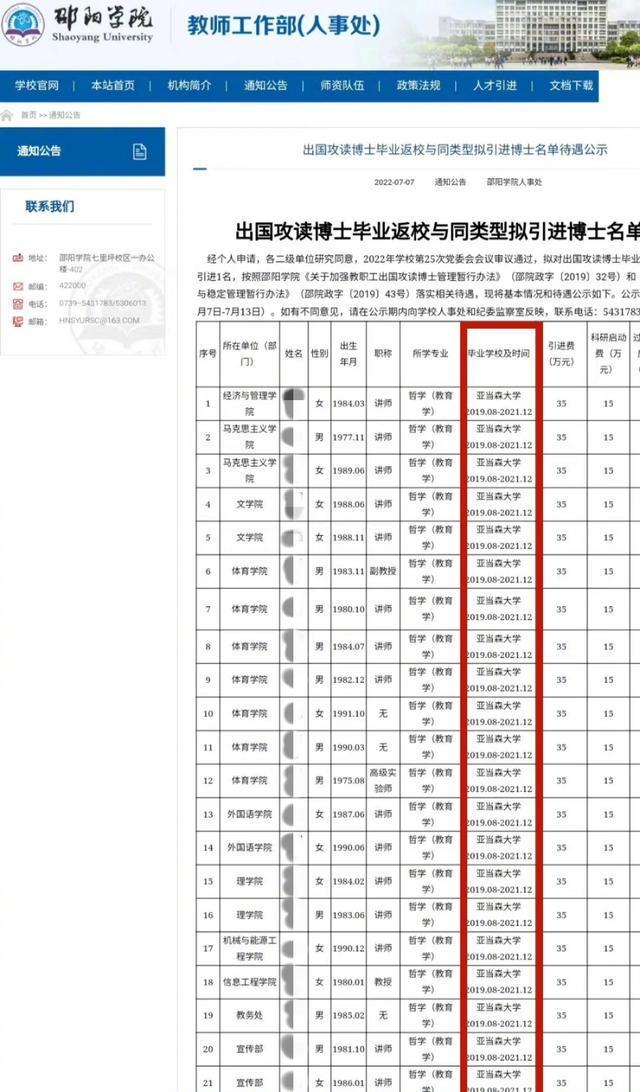 邵阳学院
Shaoyang University
教师工作部(人事处)
学校官网 | 本站首页 | 机构简介 | 通知公告 | 师资队伍 | 政策法规 | 人才引进 | 文档下载
首页 >> 通知公告
通知公告
联系我们
地址: 邵阳学院七里坪校区一办公
楼-402
邮编: 422000
电话: 0739--5431783/5306013
邮箱: HNSYURSC@163.COM
出国攻读博士毕业返校与同类型拟引进博士名单待遇公示
2022-07-07 通知公告 邵阳学院人事处
出国攻读博士毕业返校与同类型拟引进博士名单
经个人申请，各二级单位研究同意，2022年学校第25次党委会会议审议通过，拟对出国攻读博士毕业
引进1名，按照邵阳学院《关于加强教职工出国攻读博士管理暂行办法》（邵院政字〔2019〕32号）和
与稳定管理暂行办法》（邵院政字〔2019〕43号）落实相关待遇，现将基本情况和待遇公示如下。公示
月7日-7月13日）。如有不同意见，请在公示期内向学校人事处和纪委监察室反映，联系电话：5431783
序号 所在单位（部门） 姓名 性别 出生年月 职称 所学专业 毕业学校及时间 引进费（万元） 科研启动费（万元） 过
1 经济与管理学院 女 1984.03 讲师 哲学（教育学） 亚当森大学 2019.08-2021.12 35 15
2 马克思主义学院 男 1977.11 讲师 哲学（教育学） 亚当森大学 2019.08-2021.12 35 15
3 马克思主义学院 女 1989.06 讲师 哲学（教育学） 亚当森大学 2019.08-2021.12 35 15
4 文学院 女 1988.06 讲师 哲学（教育学） 亚当森大学 2019.08-2021.12 35 15
5 文学院 女 1988.11 讲师 哲学（教育学） 亚当森大学 2019.08-2021.12 35 15
6 体育学院 男 1983.11 副教授 哲学（教育学） 亚当森大学 2019.08-2021.12 35 15
7 体育学院 男 1980.10 讲师 哲学（教育学） 亚当森大学 2019.08-2021.12 35 15
8 体育学院 男 1984.07 讲师 哲学（教育学） 亚当森大学 2019.08-2021.12 35 15
9 体育学院 男 1982.12 讲师 哲学（教育学） 亚当森大学 2019.08-2021.12 35 15
10 体育学院 女 1991.10 无 哲学（教育学） 亚当森大学 2019.08-2021.12 35 15
11 体育学院 男 1990.03 无 哲学（教育学） 亚当森大学 2019.08-2021.12 35 15
12 体育学院 男 1975.08 高级实验师 哲学（教育学） 亚当森大学 2019.08-2021.12 35 15
13 外国语学院 女 1987.06 讲师 哲学（教育学） 亚当森大学 2019.08-2021.12 35 15
14 外国语学院 女 1990.06 讲师 哲学（教育学） 亚当森大学 2019.08-2021.12 35 15
15 理学院 女 1984.02 讲师 哲学（教育学） 亚当森大学 2019.08-2021.12 35 15
16 理学院 男 1983.06 讲师 哲学（教育学） 亚当森大学 2019.08-2021.12 35 15
17 机械与能源工程学院 女 1990.12 讲师 哲学（教育学） 亚当森大学 2019.08-2021.12 35 15
18 信息工程学院 女 1980.01 教授 哲学（教育学） 亚当森大学 2019.08-2021.12 35 15
19 教务处 男 1985.02 无 哲学（教育学） 亚当森大学 2019.08-2021.12 35 15
20 宣传部 男 1981.10 讲师 哲学（教育学） 亚当森大学 2019.08-2021.12 35 15
21 宣传部 女 1986.01 讲师 哲学（教育学） 亚当森大学 2019.08-2021.12 35 15